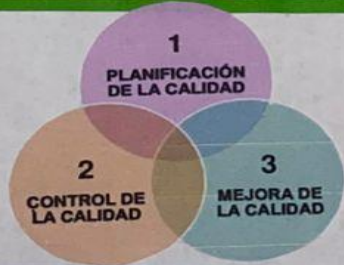 1
PLANIFICACIÓN
DE LA CALIDAD
2
CONTROL DE
LA CALIDAD
3
MEJORA DE
LA CALIDAD